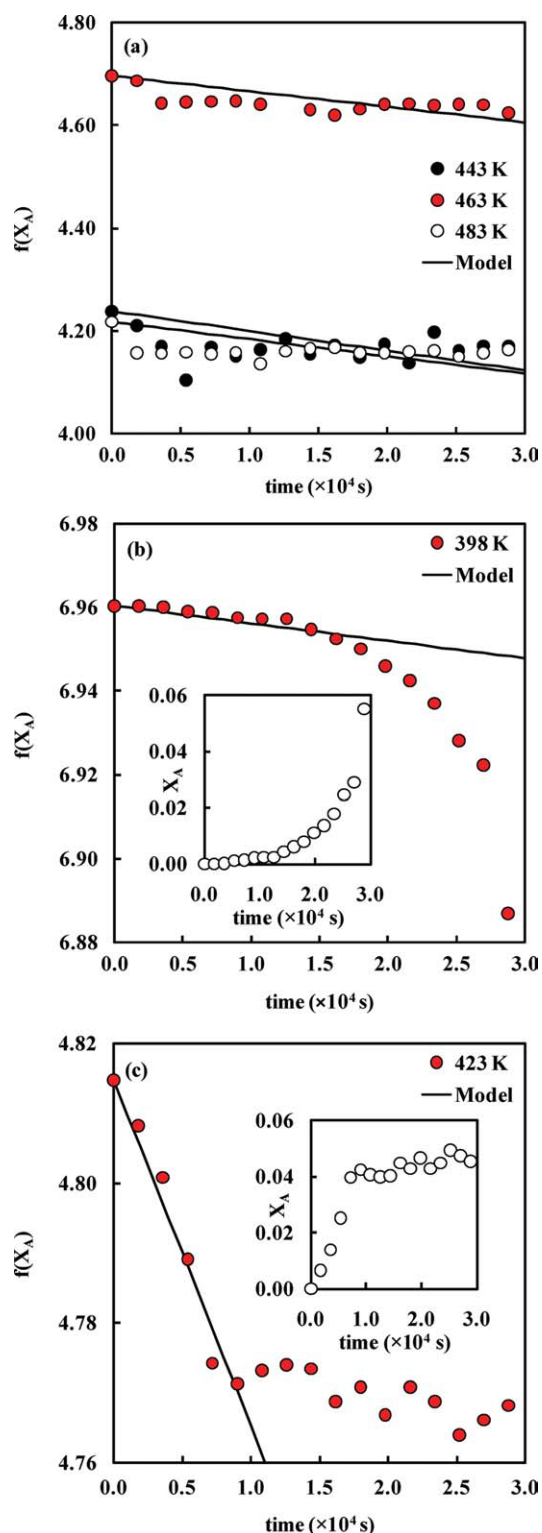 4.80
(a)
4.60
443 K
463 K
483 K
Model
f(X_A)
4.40
4.20
4.00
0.0 0.5 1.0 1.5 2.0 2.5 3.0
time (×10⁴ s)
6.98
(b)
398 K
Model
6.96
6.94
f(X_A)
6.92
6.90
6.88
0.06
0.04
X_A
0.02
0.00
0.0 1.0 2.0 3.0
time (×10⁴ s)
0.0 0.5 1.0 1.5 2.0 2.5 3.0
time (×10⁴ s)
4.82
(c)
423 K
Model
4.80
f(X_A)
4.78
4.76
0.06
0.04
X_A
0.02
0.00
0.0 1.0 2.0 3.0
time (×10⁴ s)
0.0 0.5 1.0 1.5 2.0 2.5 3.0
time (×10⁴ s)